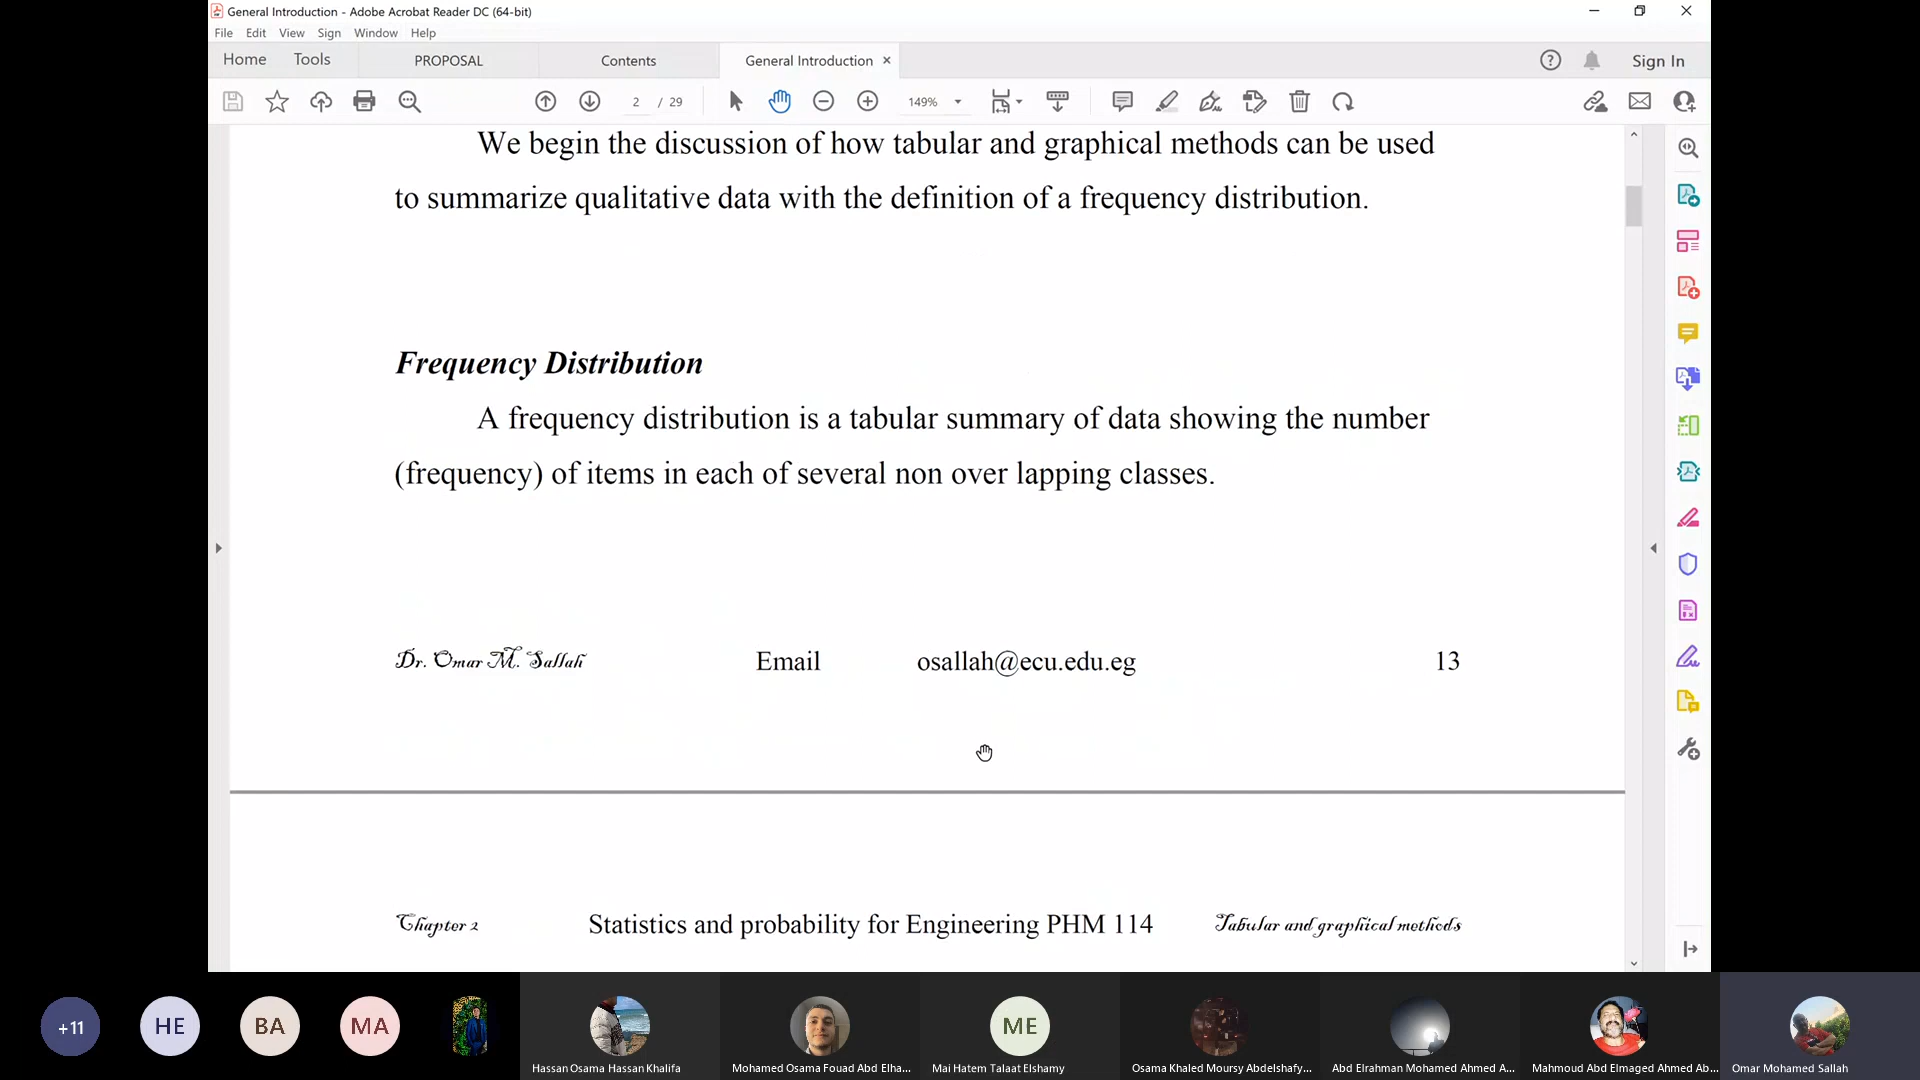 General Introduction - Adobe Acrobat Reader DC (64-bit)
File Edit View Sign Window Help
Home Tools PROPOSAL Contents General Introduction × Sign In
2 / 29 149%
We begin the discussion of how tabular and graphical methods can be used
to summarize qualitative data with the definition of a frequency distribution.
Frequency Distribution
A frequency distribution is a tabular summary of data showing the number
(frequency) of items in each of several non over lapping classes.
Dr. Omar M. Sallah Email osallah@ecu.edu.eg 13
Chapter 2 Statistics and probability for Engineering PHM 114 Tabular and graphical methods
+11 HE BA MA ME
Hassan Osama Hassan Khalifa Mohamed Osama Fouad Abd Elha... Mai Hatem Talaat Elshamy Osama Khaled Moursy Abdelshafy... Abd Elrahman Mohamed Ahmed A... Mahmoud Abd Elmaged Ahmed Ab... Omar Mohamed Sallah